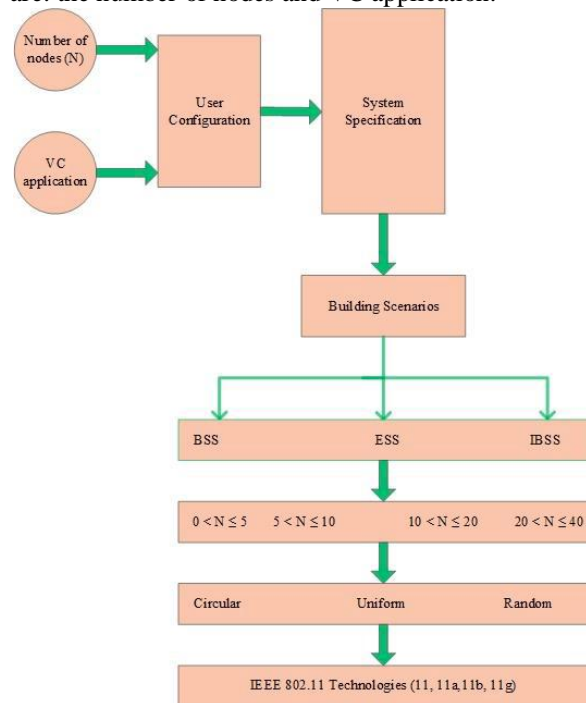 are: the number of nodes and VC application.
Number of
nodes (N)
User
Configuration
System
Specification
VC
application
Building Scenarios
BSS ESS IBSS
0 < N ≤ 5 5 < N ≤ 10 10 < N ≤ 20 20 < N ≤ 40
Circular Uniform Random
IEEE 802.11 Technologies (11, 11a,11b, 11g)